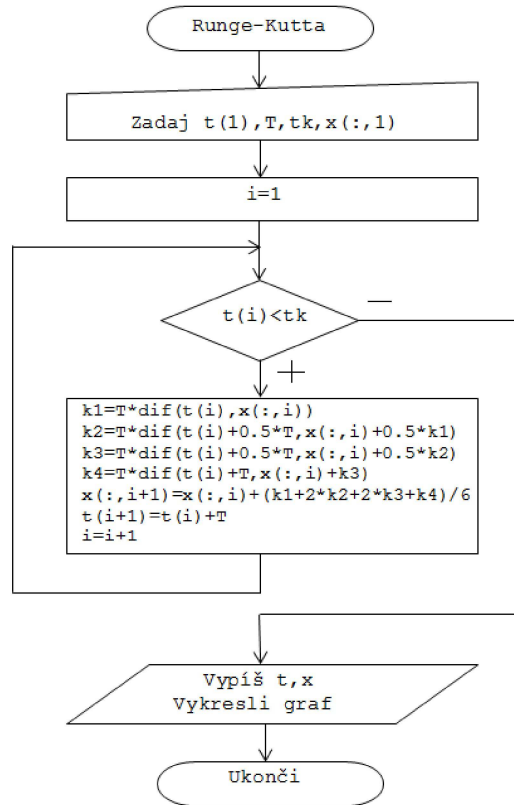 Runge-Kutta
Zadaj t(1),T,tk,x(:,1)
i=1
t(i)<tk
—
+
k1=T*dif(t(i),x(:,i))
k2=T*dif(t(i)+0.5*T,x(:,i)+0.5*k1)
k3=T*dif(t(i)+0.5*T,x(:,i)+0.5*k2)
k4=T*dif(t(i)+T,x(:,i)+k3)
x(:,i+1)=x(:,i)+(k1+2*k2+2*k3+k4)/6
t(i+1)=t(i)+T
i=i+1
Vypíš t,x
Vykresli graf
Ukonči